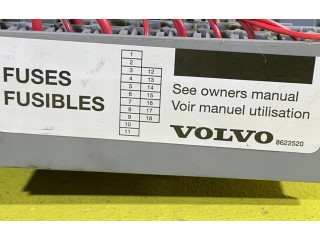 FUSES
FUSIBLES
1
2
3 12
4 13
5 14
6 15
7 16
8 17
9 18
10
11
See owners manual
Voir manuel utilisation
VOLVO
8622520